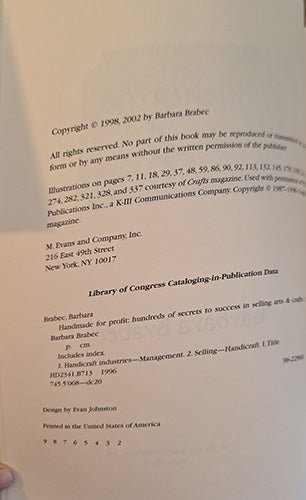 Copyright © 1998, 2002 by Barbara Brabec
All rights reserved. No part of this book may be reproduced or
form or by any means without the written permission of the publisher.
Illustrations on pages 7, 11, 18, 29, 37, 48, 59, 86, 90, 92, 113, 132, 145,
274, 282, 321, 328, and 337 courtesy of Crafts magazine. Used with permission of
Publications Inc., a K-III Communications Company. Copyright ©
magazine.
M. Evans and Company, Inc.
216 East 49th Street
New York, NY 10017
Library of Congress Cataloging-in-Publication Data
Brabec, Barbara
Handmade for profit: hundreds of secrets to success in selling arts & crafts
Barbara Brabec
p. cm.
Includes index.
1. Handicraft industries—Management. 2. Selling—Handicraft. I. Title
HD2341.B713 1996
745.5'068—dc20
Design by Evan Johnston
Printed in the United States of America
9 8 7 6 5 4 3 2